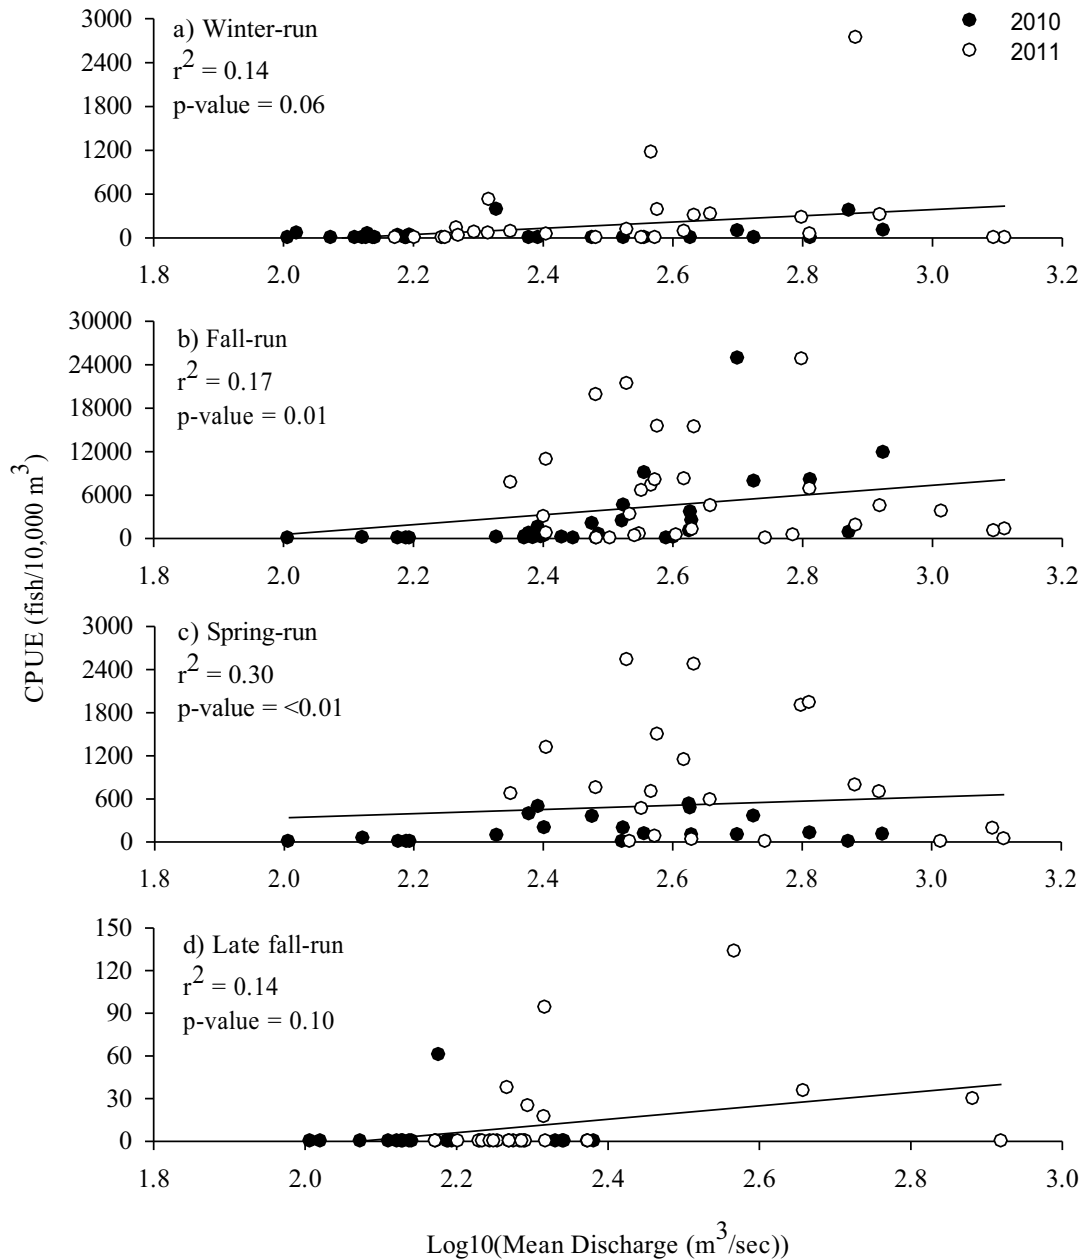 2010
2011
a) Winter-run
r² = 0.14
p-value = 0.06
3000
2400
1800
1200
600
0
1.8 2.0 2.2 2.4 2.6 2.8 3.0 3.2
b) Fall-run
r² = 0.17
p-value = 0.01
30000
24000
18000
12000
6000
0
1.8 2.0 2.2 2.4 2.6 2.8 3.0 3.2
CPUE (fish/10,000 m³)
c) Spring-run
r² = 0.30
p-value = <0.01
3000
2400
1800
1200
600
0
1.8 2.0 2.2 2.4 2.6 2.8 3.0 3.2
d) Late fall-run
r² = 0.14
p-value = 0.10
150
120
90
60
30
0
1.8 2.0 2.2 2.4 2.6 2.8 3.0
Log10(Mean Discharge (m³/sec))